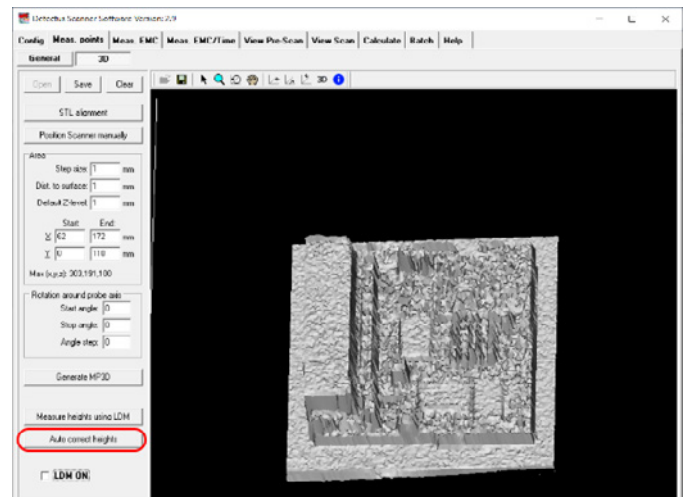 Detectus Scanner Software Version: 2.9
Config Meas. points Meas. EMC Meas. EMC/Time View Pre-Scan View Scan Calculate Batch Help
General 3D
Open Save Clear
3D
STL alignment
Position Scanner manually
Area
Step size: 1 mm
Dist. to surface: 1 mm
Default Z-level: 1 mm
Start: End:
X 62 172 mm
Y 0 118 mm
Max (x,y,z): 303,191,100
Rotation around probe axis
Start angle: 0
Stop angle: 0
Angle step: 0
Generate MP3D
Measure heights using LDM
Auto correct heights
LDM ON